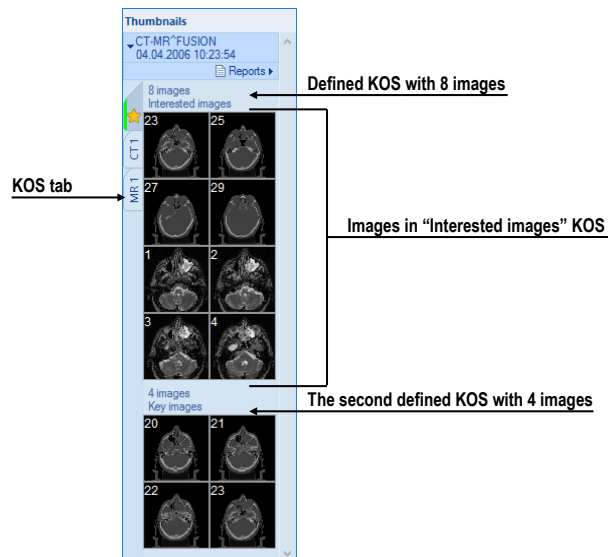 Thumbnails
CT-MR^FUSION
04.04.2006 10:23:54
Reports
8 images
Interested images
Defined KOS with 8 images
23
25
CT 1
MR 1
KOS tab
27
29
Images in “Interested images” KOS
1
2
3
4
4 images
Key images
The second defined KOS with 4 images
20
21
22
23